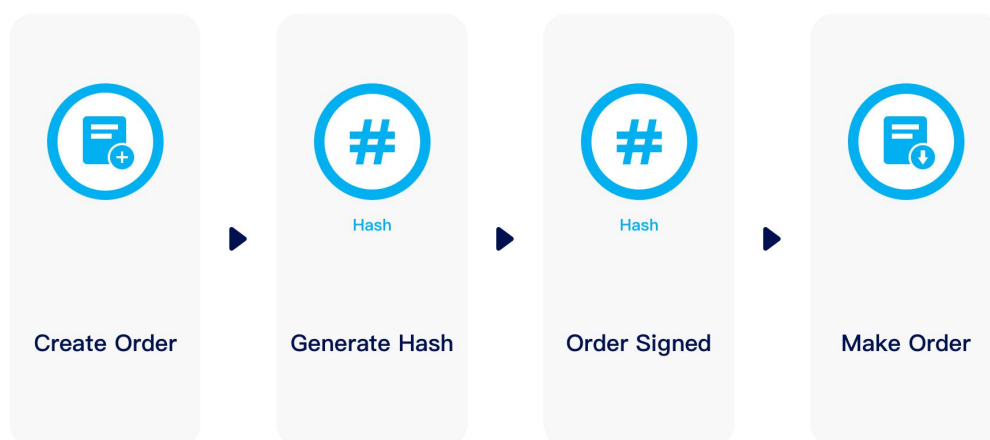 Hash
Hash
Create Order
Generate Hash
Order Signed
Make Order